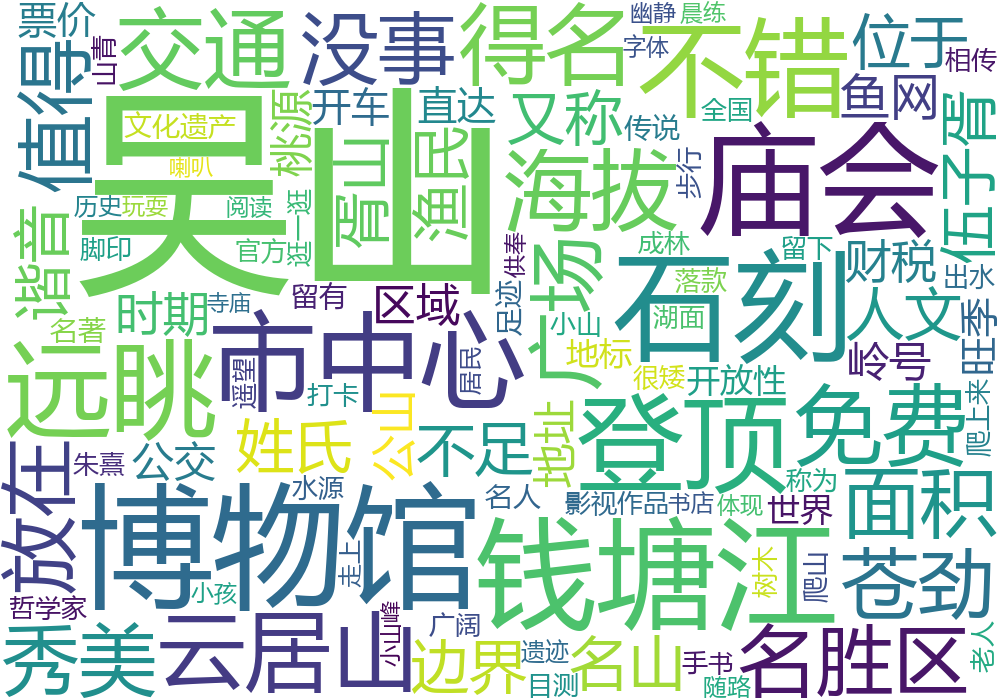 票价
交通
没事
得名
不错
幽静
晨练
字体
位于
相传
山青
值得
吴山
文化遗产
喇叭
桃源
开车
直达
又称
全国
传说
鱼网
伍子胥
胥山
渔民
海拔
步行
庙会
历史
玩耍
阅读
逛一逛
谐音
脚印
官方
供奉
广场
成林
留下
财税
出水
石刻
落款
人文
时期
寺庙
留有
区域
足迹
小山
湖面
旺季
名著
市中心
地标
岭号
远眺
遥望
打卡
居民
很矮
开放性
爬上来
公山
登顶
免费
姓氏
不足
地址
放在
朱熹
公交
水源
名人
影视作品
书店
体现
称为
世界
面积
博物馆
走上
钱塘江
树木
爬山
苍劲
小孩
哲学家
小山峰
广阔
秀美
云居山
边界
遗迹
目测
名山
手书
随路
名胜区
老人